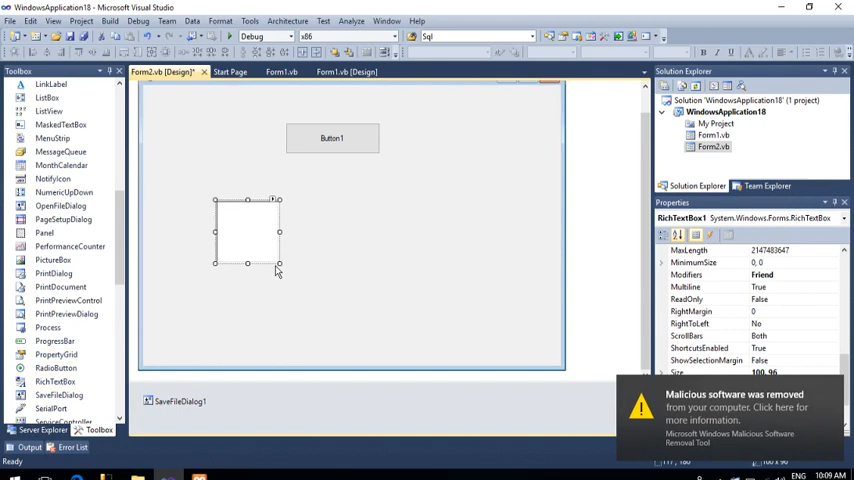 WindowsApplication18 - Microsoft Visual Studio
File Edit View Project Build Debug Team Data Format Tools Architecture Test Analyze Window Help
Debug x86 Sql
Toolbox
LinkLabel
ListBox
ListView
MaskedTextBox
MenuStrip
MessageQueue
MonthCalendar
NotifyIcon
NumericUpDown
OpenFileDialog
PageSetupDialog
Panel
PerformanceCounter
PictureBox
PrintDialog
PrintDocument
PrintPreviewControl
PrintPreviewDialog
Process
ProgressBar
PropertyGrid
RadioButton
RichTextBox
SaveFileDialog
SerialPort
ServiceController
Server Explorer Toolbox
Form2.vb [Design]* Start Page Form1.vb Form1.vb [Design]
Button1
SaveFileDialog1
Solution Explorer
Solution 'WindowsApplication18' (1 project)
WindowsApplication18
My Project
Form1.vb
Form2.vb
Solution Explorer Team Explorer
Properties
RichTextBox1 System.Windows.Forms.RichTextBox
MaxLength 2147483647
MinimumSize 0, 0
Modifiers Friend
Multiline True
ReadOnly False
RightMargin 0
RightToLeft No
ScrollBars Both
ShortcutsEnabled True
ShowSelectionMargin False
Size 100, 96
Malicious software was removed
from your computer. Click here for
more information.
Microsoft Windows Malicious Software
Removal Tool
Output Error List
Ready
ENG 10:09 AM